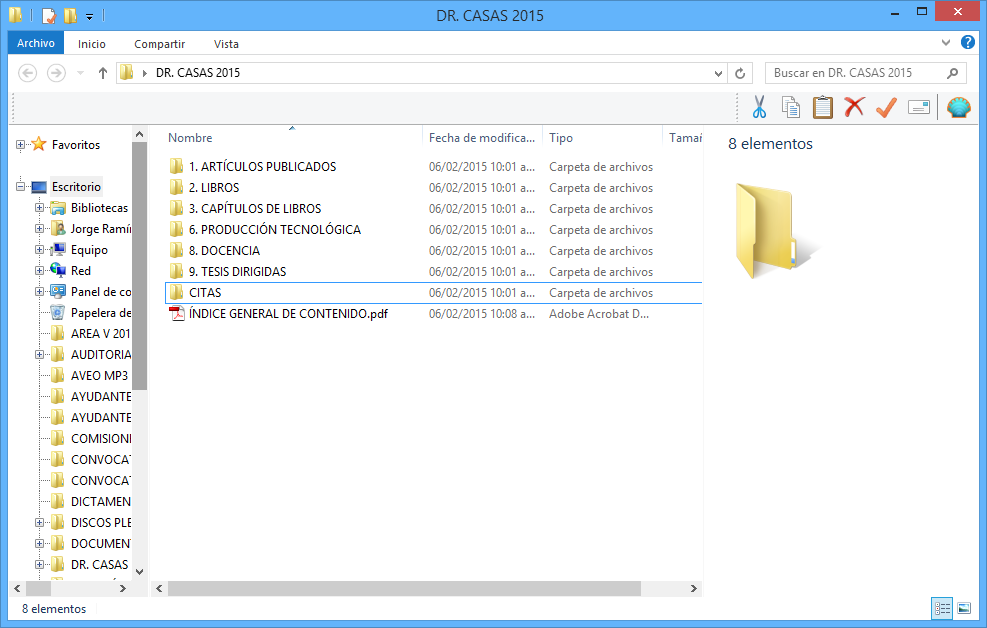 DR. CASAS 2015
Archivo Inicio Compartir Vista
DR. CASAS 2015
Buscar en DR. CASAS 2015
Favoritos
Escritorio
Bibliotecas
Jorge Ramí
Equipo
Red
Panel de co
Papelera de
AREA V 201
AUDITORIA
AVEO MP3
AYUDANTE
AYUDANTE
COMISION
CONVOCAT
CONVOCAT
DICTAMEN
DISCOS PLE
DOCUMEN
DR. CASAS
Nombre Fecha de modifica... Tipo Tamañ
1. ARTÍCULOS PUBLICADOS 06/02/2015 10:01 a... Carpeta de archivos
2. LIBROS 06/02/2015 10:01 a... Carpeta de archivos
3. CAPÍTULOS DE LIBROS 06/02/2015 10:01 a... Carpeta de archivos
6. PRODUCCIÓN TECNOLÓGICA 06/02/2015 10:01 a... Carpeta de archivos
8. DOCENCIA 06/02/2015 10:01 a... Carpeta de archivos
9. TESIS DIRIGIDAS 06/02/2015 10:01 a... Carpeta de archivos
CITAS 06/02/2015 10:01 a... Carpeta de archivos
ÍNDICE GENERAL DE CONTENIDO.pdf 06/02/2015 10:08 a... Adobe Acrobat D...
8 elementos
8 elementos